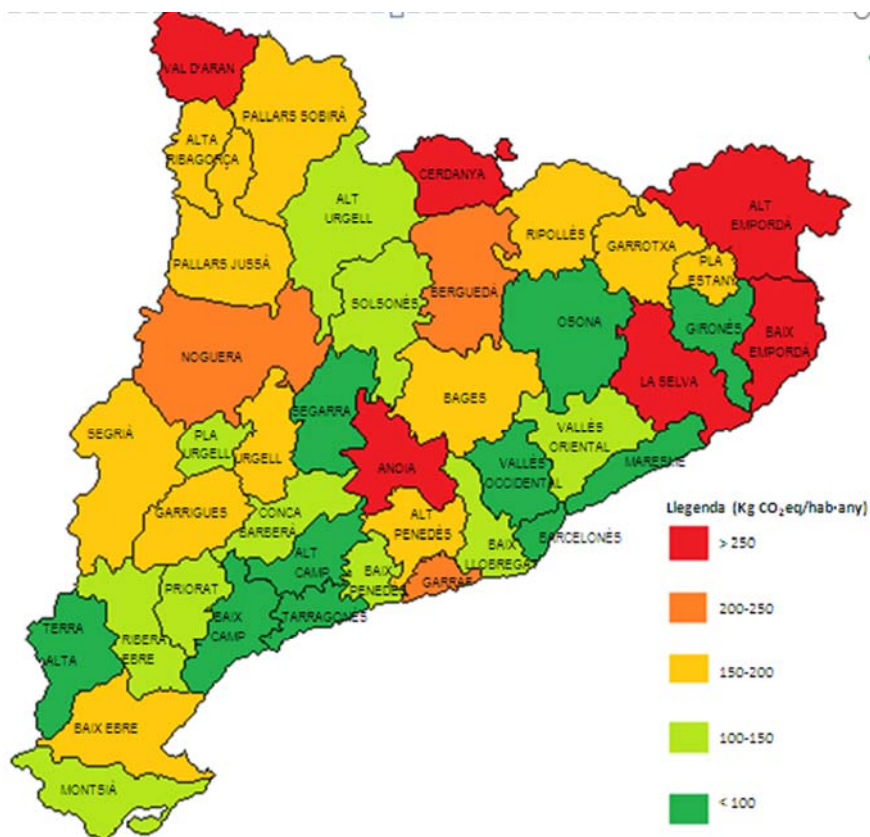 VAL D'ARAN
PALLARS SOBIRÀ
ALTA
RIBAGORÇA
CERDANYA
ALT
URGELL
ALT
EMPORDÀ
RIPOLLÈS
GARROTXA
PLA
ESTANY
PALLARS JUSSÀ
BERGUEDÀ
SOLSONÈS
OSONA
GIRONÈS
BAIX
EMPORDÀ
NOGUERA
LA SELVA
BAGES
SEGARRA
SEGRIÀ
PLA
URGELL
URGELL
VALLÈS
ORIENTAL
ANOIA
VALLÈS
OCCIDENTAL
MARESME
GARRIGUES
CONCA
BARBERÀ
ALT
PENEDÈS
BARCELONÈS
ALT
CAMP
BAIX
LLOBREGAT
BAIX
PENEDÈS
GARRAF
PRIORAT
BAIX
CAMP
TARRAGONÈS
TERRA
ALTA
RIBERA
EBRE
BAIX EBRE
MONTSIÀ
Llegenda (Kg CO₂eq/hab·any)
> 250
200-250
150-200
100-150
< 100